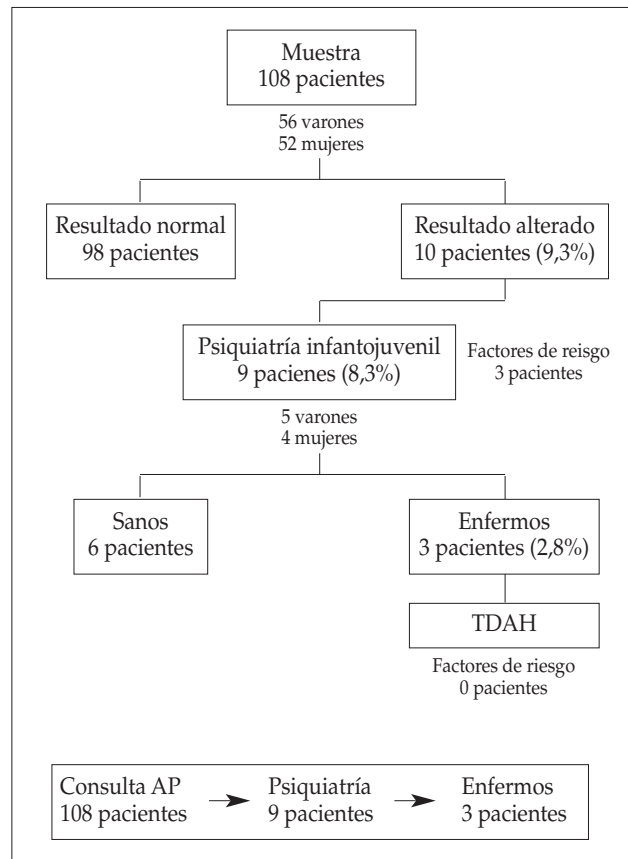 Muestra
108 pacientes
56 varones
52 mujeres
Resultado normal
98 pacientes
Resultado alterado
10 pacientes (9,3%)
Psiquiatría infantojuvenil
9 pacienes (8,3%)
Factores de reisgo
3 pacientes
5 varones
4 mujeres
Sanos
6 pacientes
Enfermos
3 pacientes (2,8%)
TDAH
Factores de riesgo
0 pacientes
Consulta AP
108 pacientes
Psiquiatría
9 pacientes
Enfermos
3 pacientes